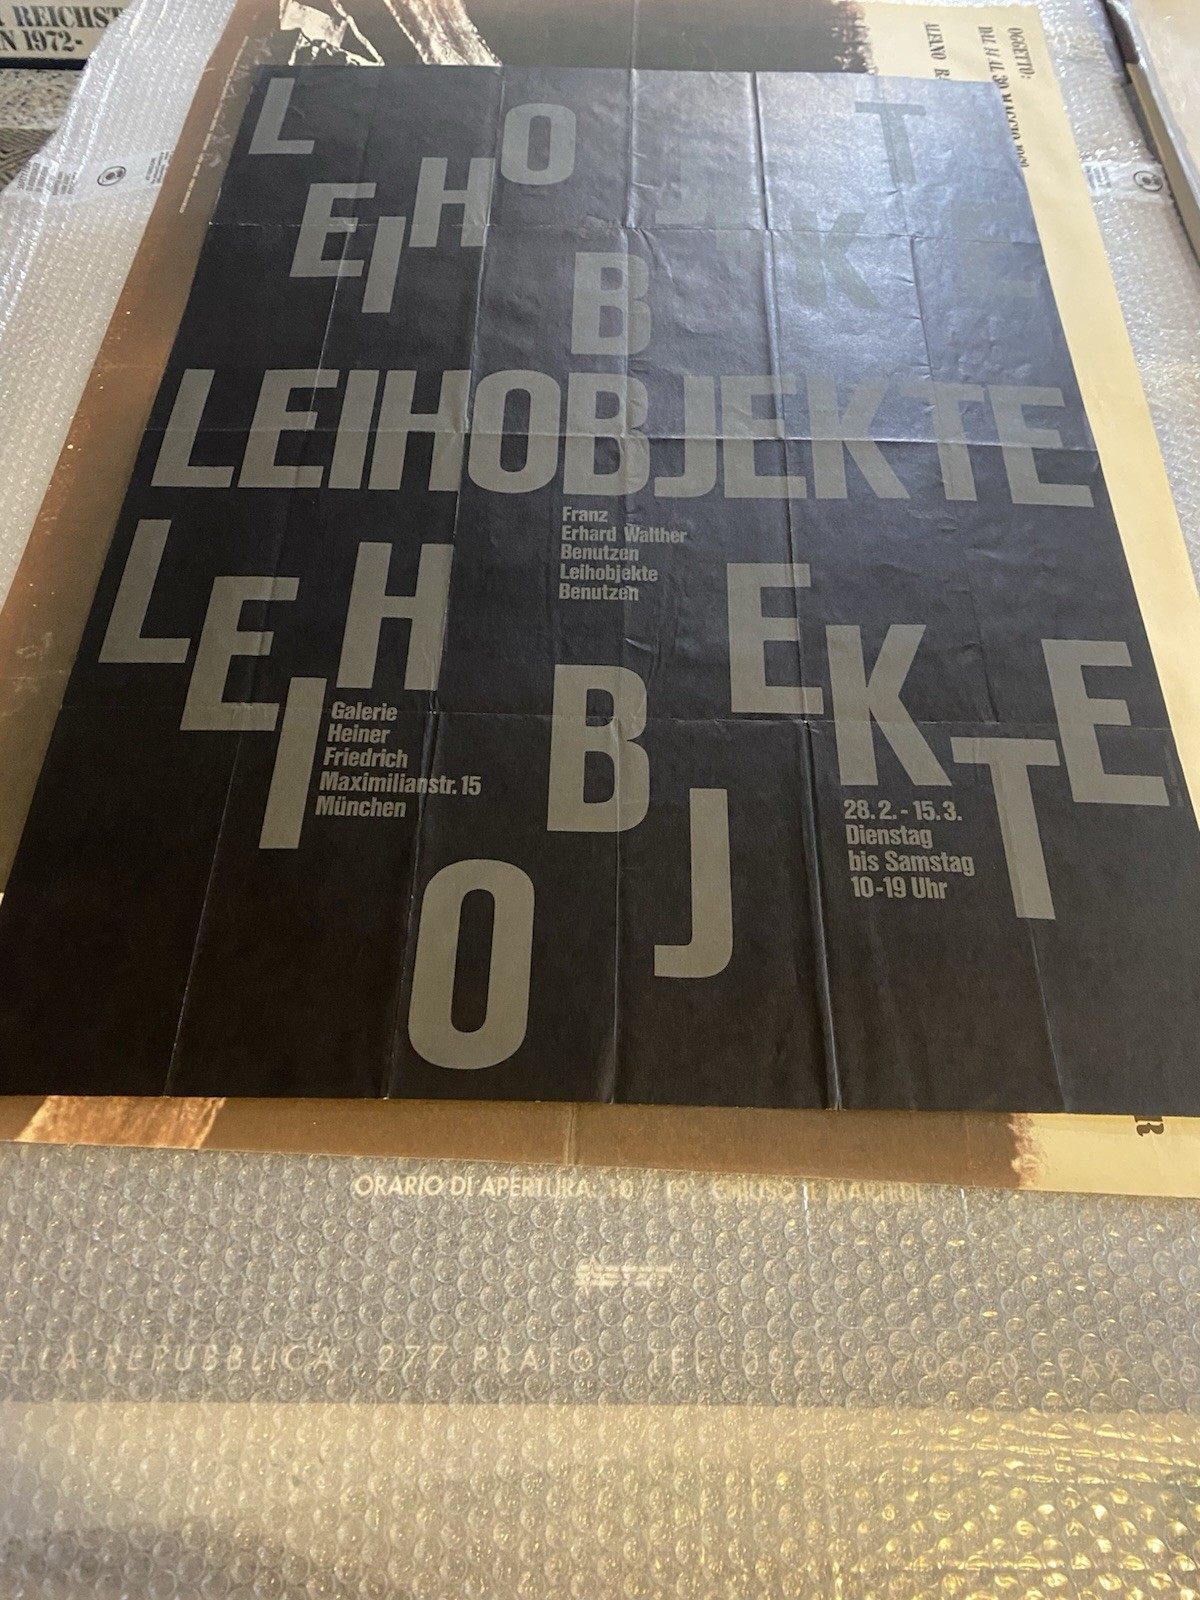 REICHST
N 1972-
OGGETTO:
L
E
I
H
O
B
J
E
K
T
E
LEIHOBJEKTE
Franz
Erhard Walther
Benutzen
Leihobjekte
Benutzen
L
E
I
H
O
B
J
E
K
T
E
Galerie
Heiner
Friedrich
Maximilianstr. 15
München
28. 2. - 15. 3.
Dienstag
bis Samstag
10-19 Uhr
ORARIO DI APERTURA
ELLA REPUBBLICA, 277 PRATO